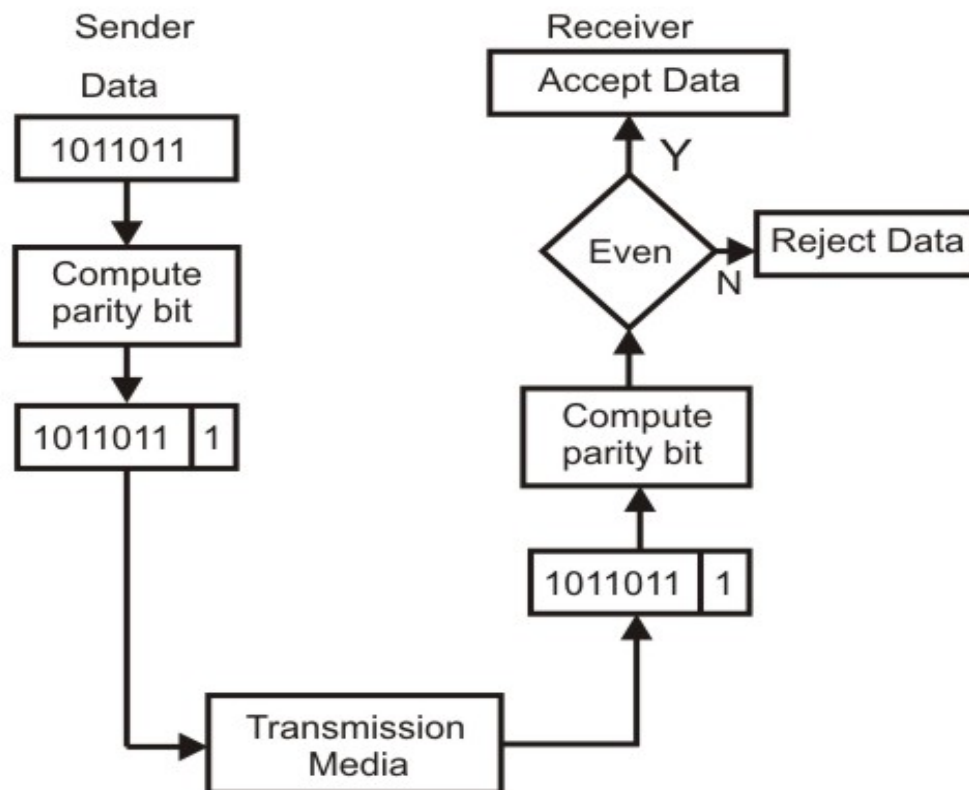 Sender
Data
1011011
Compute
parity bit
1011011 1
Transmission
Media
Receiver
Accept Data
Y
Even
N
Reject Data
Compute
parity bit
1011011 1